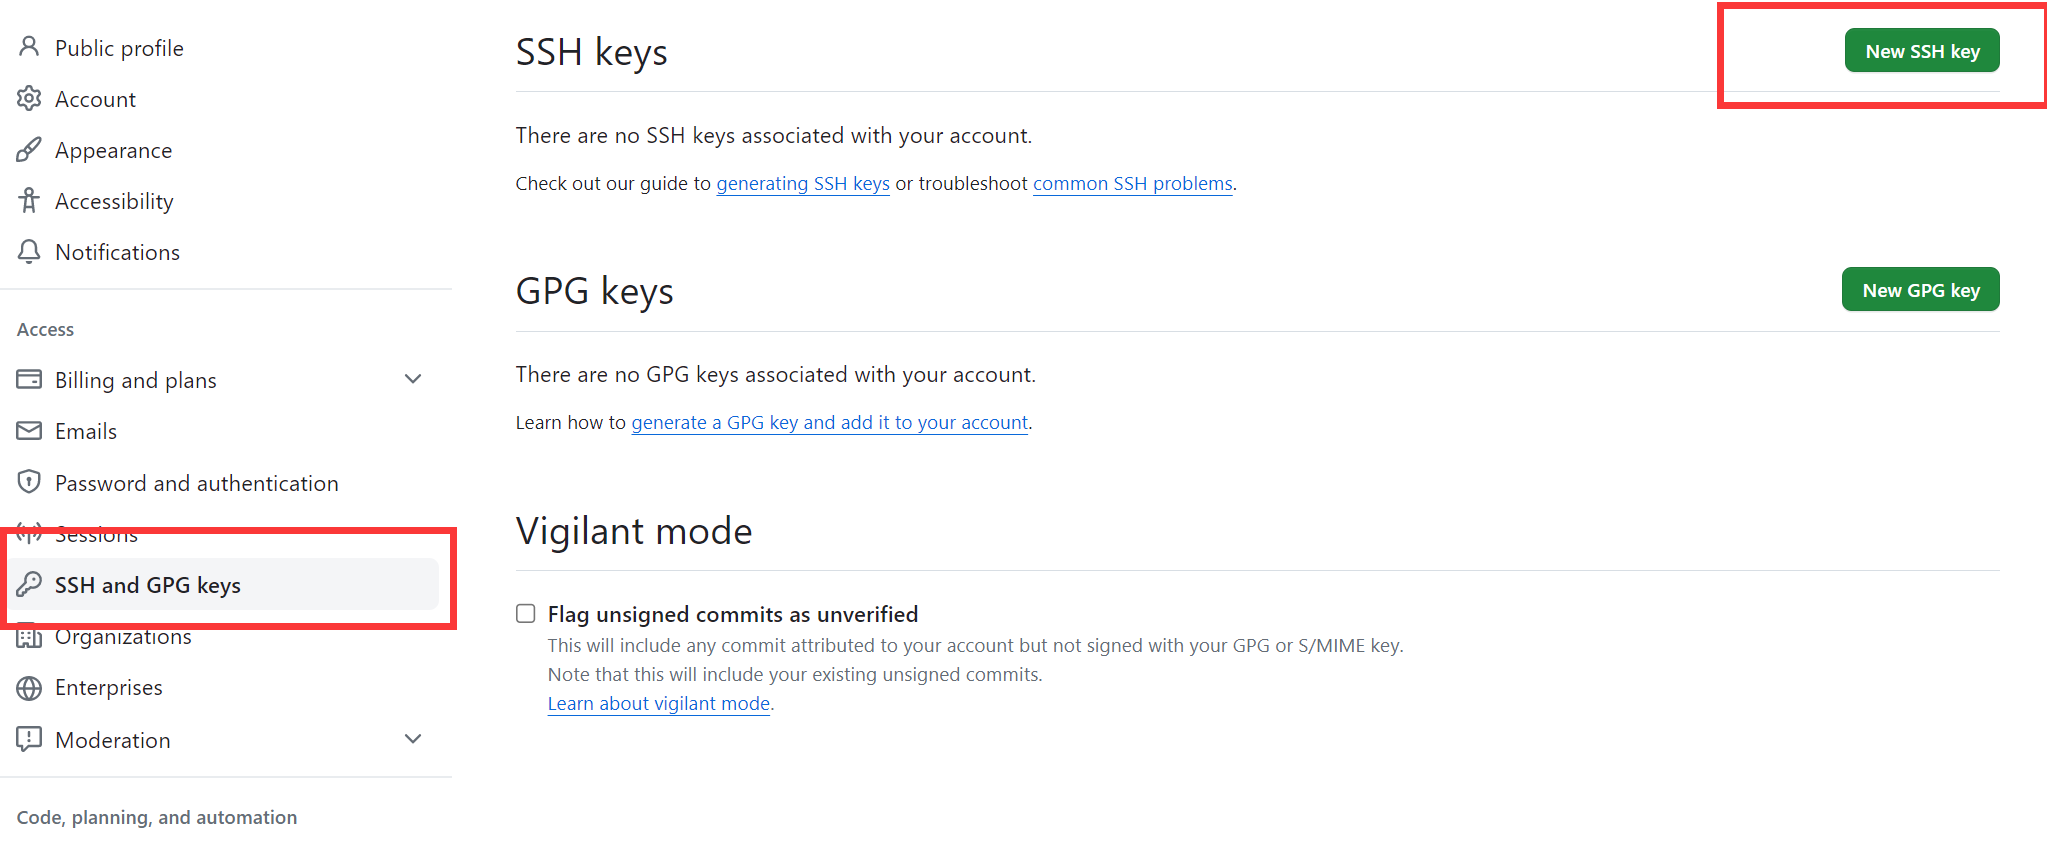 Public profile
Account
Appearance
Accessibility
Notifications
Access
Billing and plans
Emails
Password and authentication
Sessions
SSH and GPG keys
Organizations
Enterprises
Moderation
Code, planning, and automation
SSH keys
New SSH key
There are no SSH keys associated with your account.
Check out our guide to generating SSH keys or troubleshoot common SSH problems.
GPG keys
New GPG key
There are no GPG keys associated with your account.
Learn how to generate a GPG key and add it to your account.
Vigilant mode
Flag unsigned commits as unverified
This will include any commit attributed to your account but not signed with your GPG or S/MIME key.
Note that this will include your existing unsigned commits.
Learn about vigilant mode.